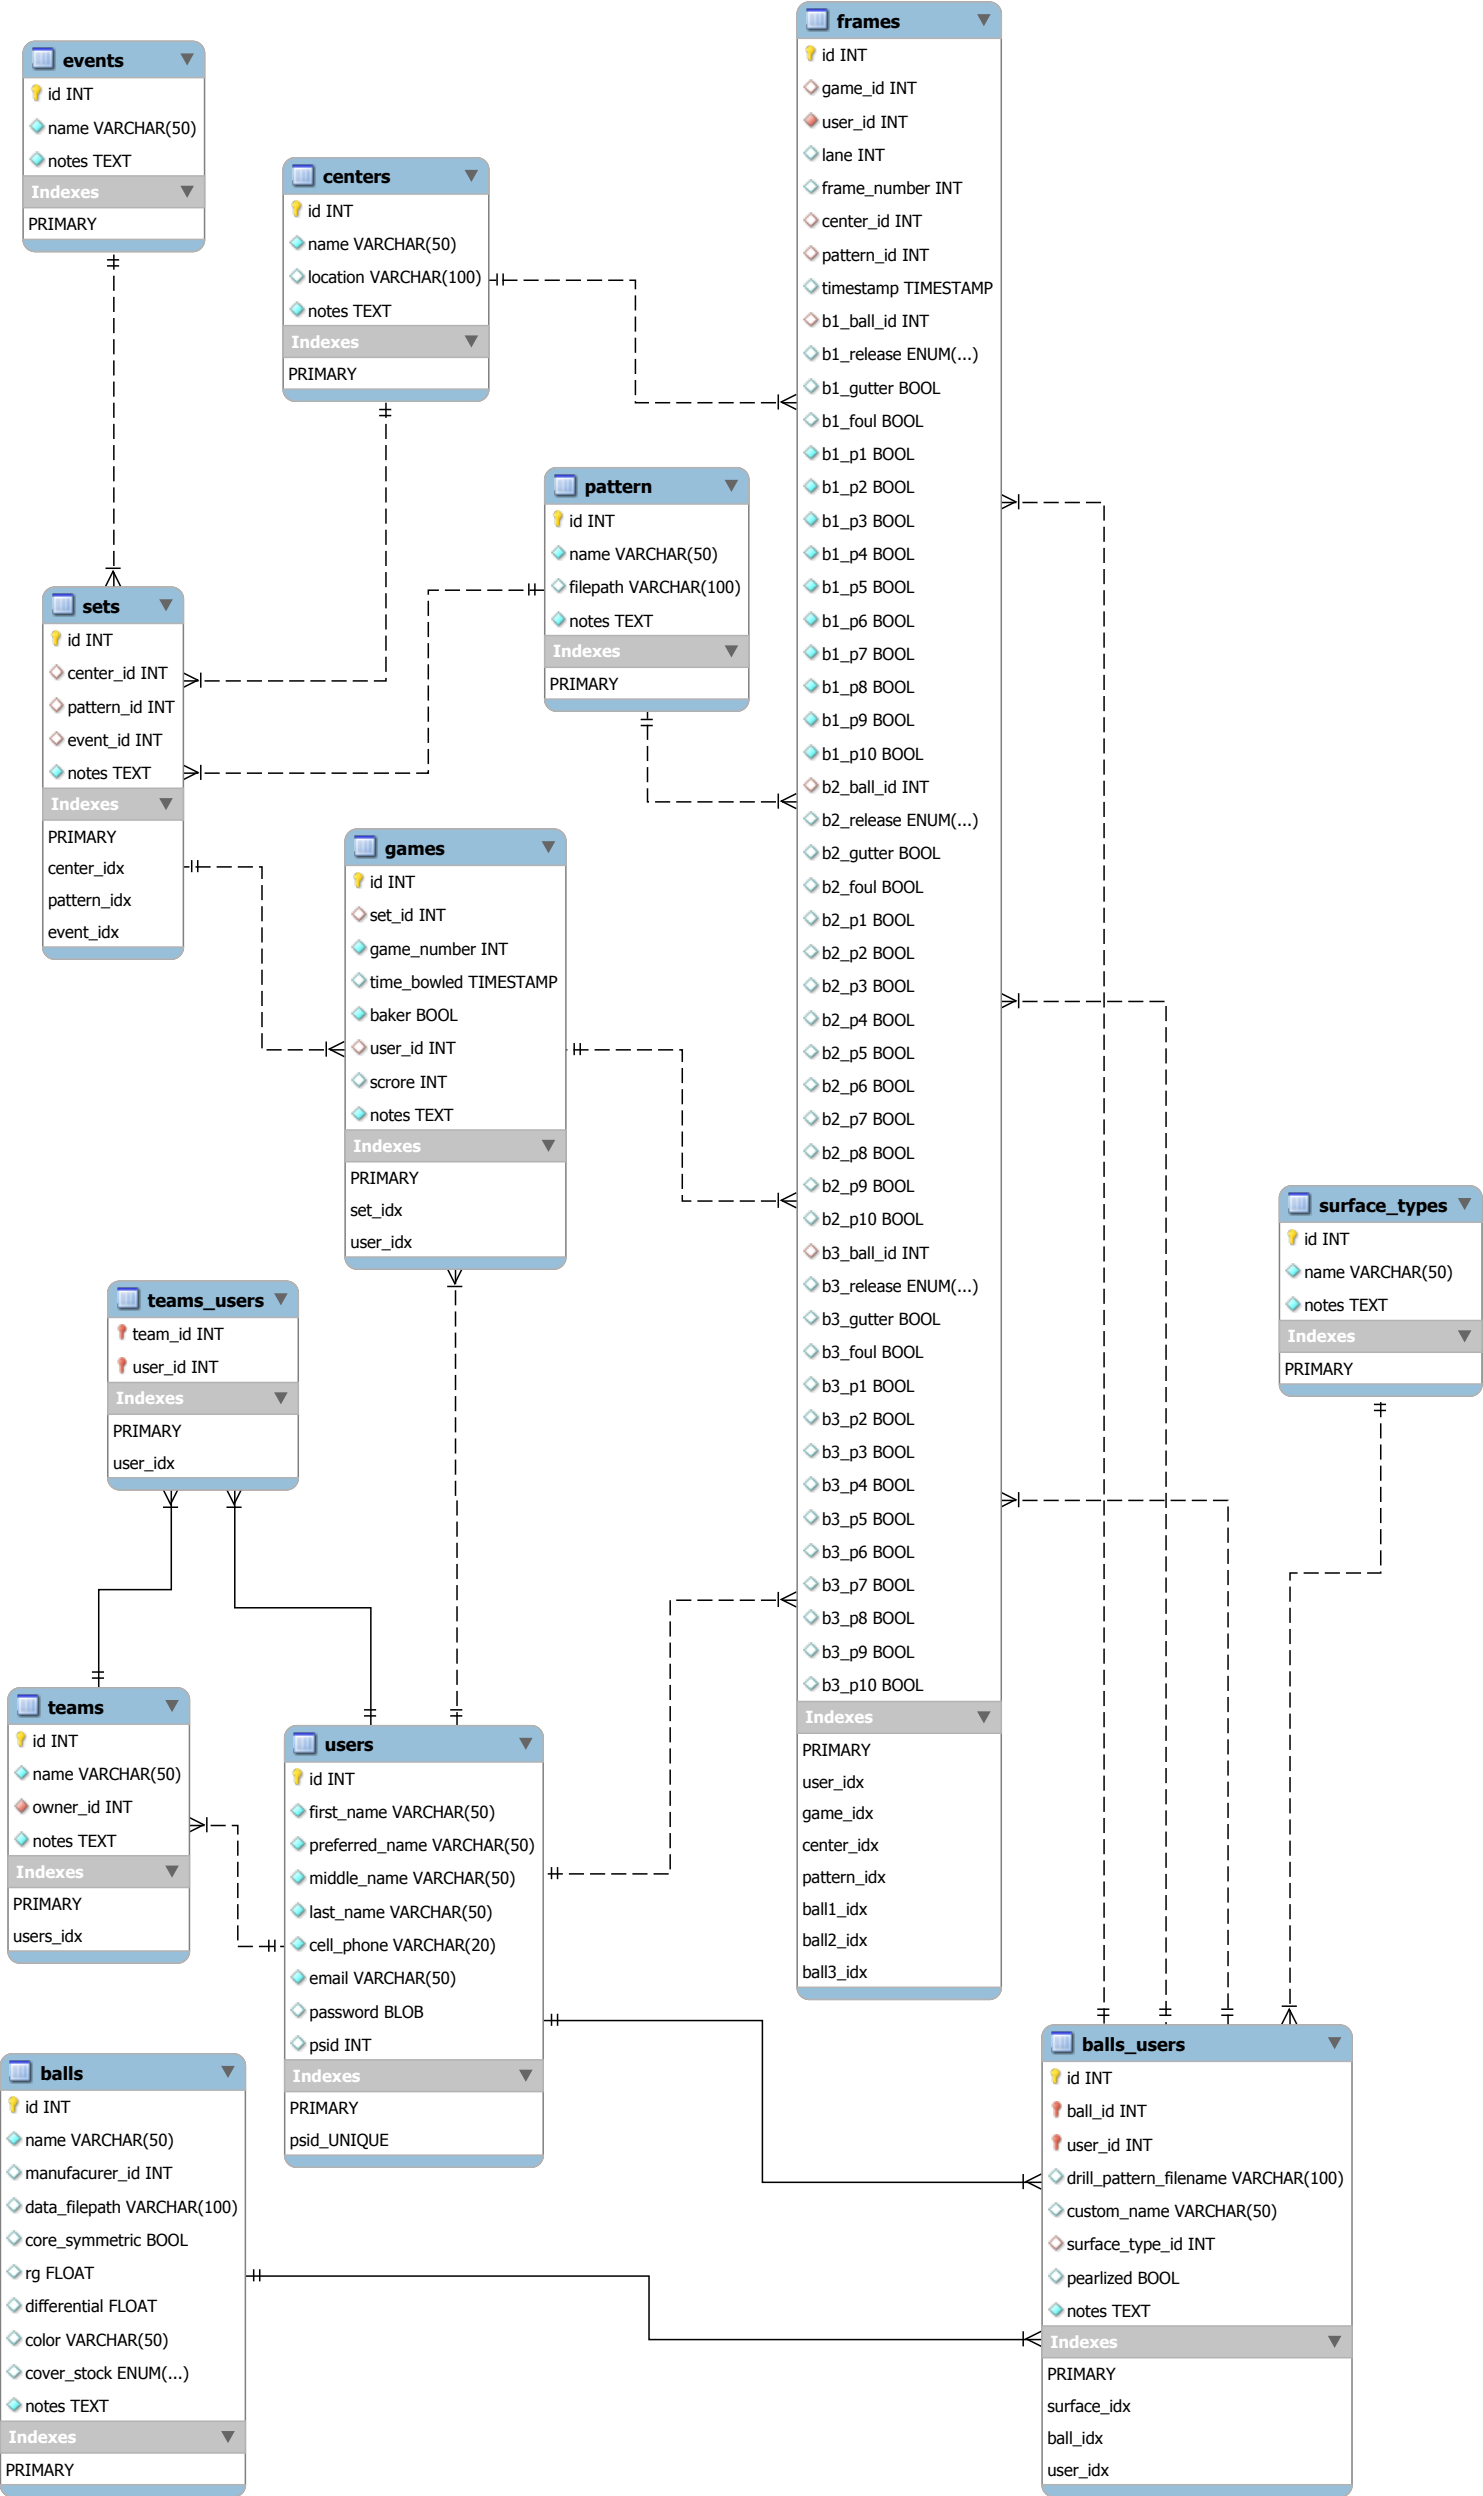 events
id INT
name VARCHAR(50)
notes TEXT
Indexes
PRIMARY
centers
id INT
name VARCHAR(50)
location VARCHAR(100)
notes TEXT
Indexes
PRIMARY
pattern
id INT
name VARCHAR(50)
filepath VARCHAR(100)
notes TEXT
Indexes
PRIMARY
sets
id INT
center_id INT
pattern_id INT
event_id INT
notes TEXT
Indexes
PRIMARY
center_idx
pattern_idx
event_idx
games
id INT
set_id INT
game_number INT
time_bowled TIMESTAMP
baker BOOL
user_id INT
scrore INT
notes TEXT
Indexes
PRIMARY
set_idx
user_idx
frames
id INT
game_id INT
user_id INT
lane INT
frame_number INT
center_id INT
pattern_id INT
timestamp TIMESTAMP
b1_ball_id INT
b1_release ENUM(...)
b1_gutter BOOL
b1_foul BOOL
b1_p1 BOOL
b1_p2 BOOL
b1_p3 BOOL
b1_p4 BOOL
b1_p5 BOOL
b1_p6 BOOL
b1_p7 BOOL
b1_p8 BOOL
b1_p9 BOOL
b1_p10 BOOL
b2_ball_id INT
b2_release ENUM(...)
b2_gutter BOOL
b2_foul BOOL
b2_p1 BOOL
b2_p2 BOOL
b2_p3 BOOL
b2_p4 BOOL
b2_p5 BOOL
b2_p6 BOOL
b2_p7 BOOL
b2_p8 BOOL
b2_p9 BOOL
b2_p10 BOOL
b3_ball_id INT
b3_release ENUM(...)
b3_gutter BOOL
b3_foul BOOL
b3_p1 BOOL
b3_p2 BOOL
b3_p3 BOOL
b3_p4 BOOL
b3_p5 BOOL
b3_p6 BOOL
b3_p7 BOOL
b3_p8 BOOL
b3_p9 BOOL
b3_p10 BOOL
Indexes
PRIMARY
user_idx
game_idx
center_idx
pattern_idx
ball1_idx
ball2_idx
ball3_idx
surface_types
id INT
name VARCHAR(50)
notes TEXT
Indexes
PRIMARY
teams_users
team_id INT
user_id INT
Indexes
PRIMARY
user_idx
teams
id INT
name VARCHAR(50)
owner_id INT
notes TEXT
Indexes
PRIMARY
users_idx
users
id INT
first_name VARCHAR(50)
preferred_name VARCHAR(50)
middle_name VARCHAR(50)
last_name VARCHAR(50)
cell_phone VARCHAR(20)
email VARCHAR(50)
password BLOB
psid INT
Indexes
PRIMARY
psid_UNIQUE
balls
id INT
name VARCHAR(50)
manufacurer_id INT
data_filepath VARCHAR(100)
core_symmetric BOOL
rg FLOAT
differential FLOAT
color VARCHAR(50)
cover_stock ENUM(...)
notes TEXT
Indexes
PRIMARY
balls_users
id INT
ball_id INT
user_id INT
drill_pattern_filename VARCHAR(100)
custom_name VARCHAR(50)
surface_type_id INT
pearlized BOOL
notes TEXT
Indexes
PRIMARY
surface_idx
ball_idx
user_idx